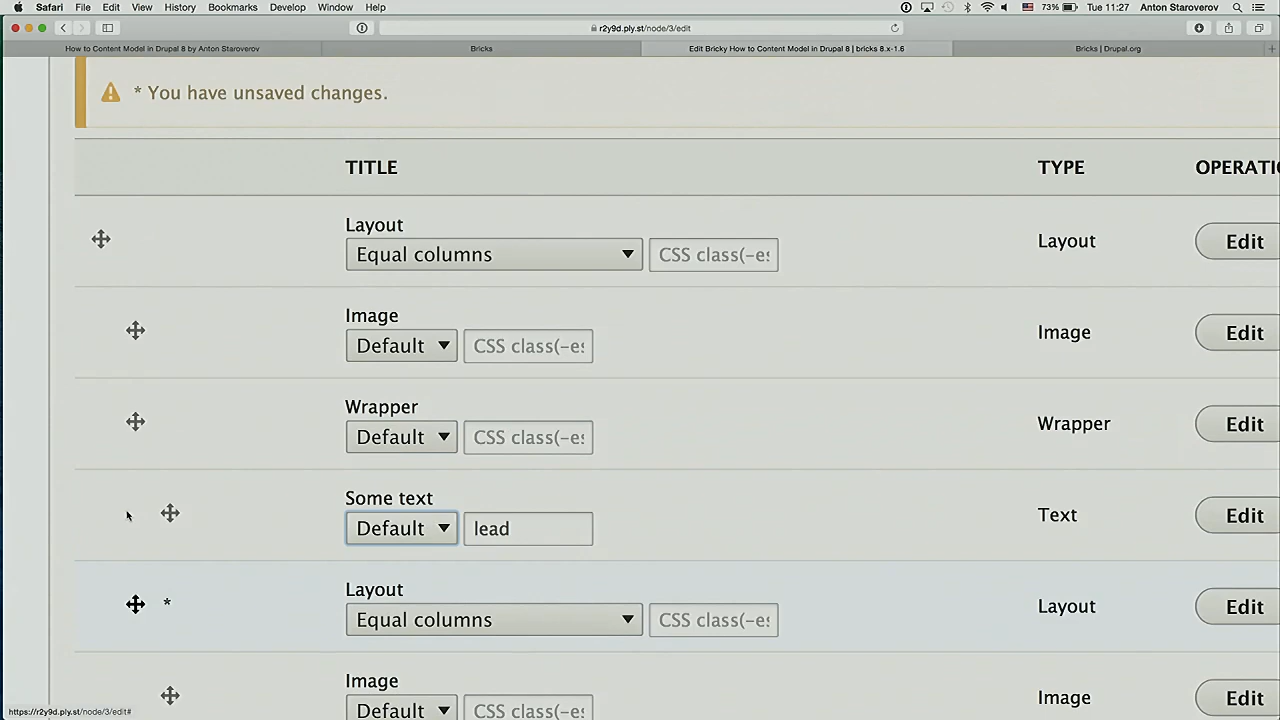 Safari File Edit View History Bookmarks Develop Window Help 73% Tue 11:27 Anton Staroverov
r2y9d.ply.st/node/3/edit
How to Content Model in Drupal 8 by Anton Staroverov Bricks Edit Bricky How to Content Model in Drupal 8 | bricks 8.x-1.6 Bricks | Drupal.org
* You have unsaved changes.
TITLE TYPE OPERATIO
Layout
Equal columns CSS class(-es Layout Edit
Image
Default CSS class(-es Image Edit
Wrapper
Default CSS class(-es Wrapper Edit
Some text
Default lead Text Edit
* Layout
Equal columns CSS class(-es Layout Edit
Image
Default CSS class(-es Image Edit
https://r2y9d.ply.st/node/3/edit#